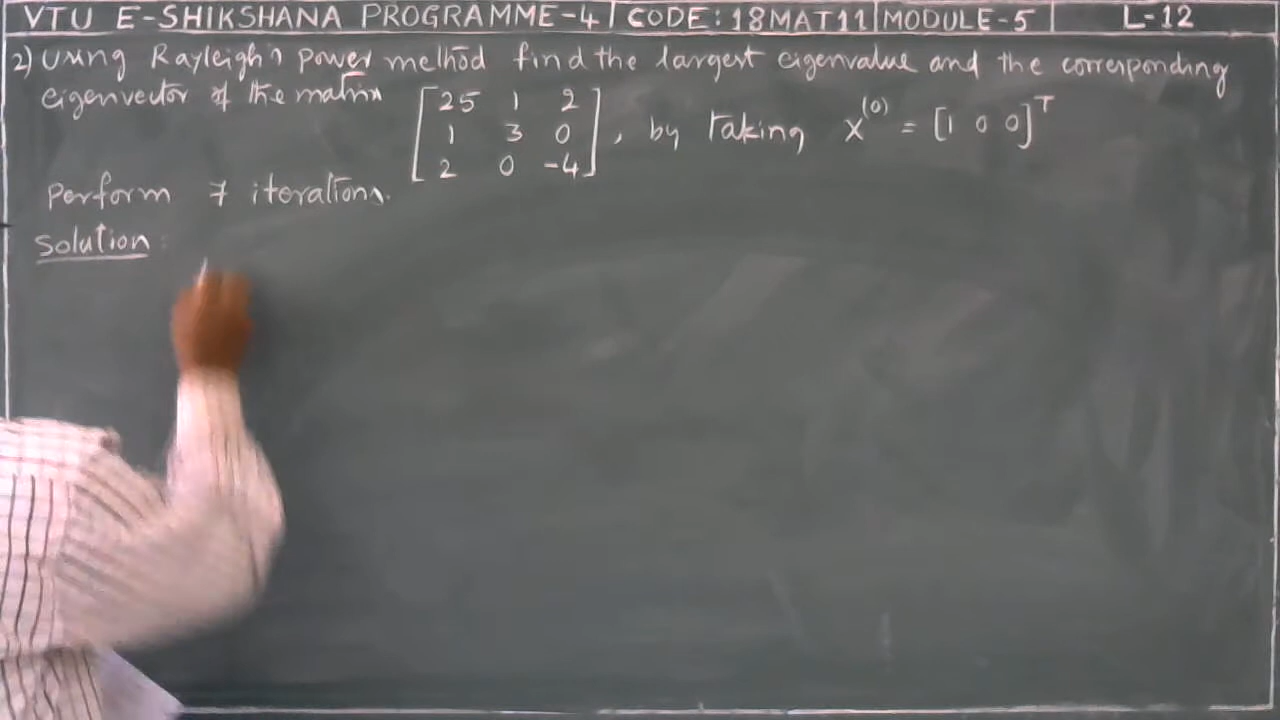 VTU E-SHIKSHANA PROGRAMME-4 CODE: 18MAT11 MODULE-5 L-12
2) Using Rayleigh's power method find the largest eigenvalue and the corresponding
eigenvector of the matrix [25 1 2
1 3 0
2 0 -4], by taking X^(0) = [1 0 0]^T
Perform 7 iterations.
Solution: